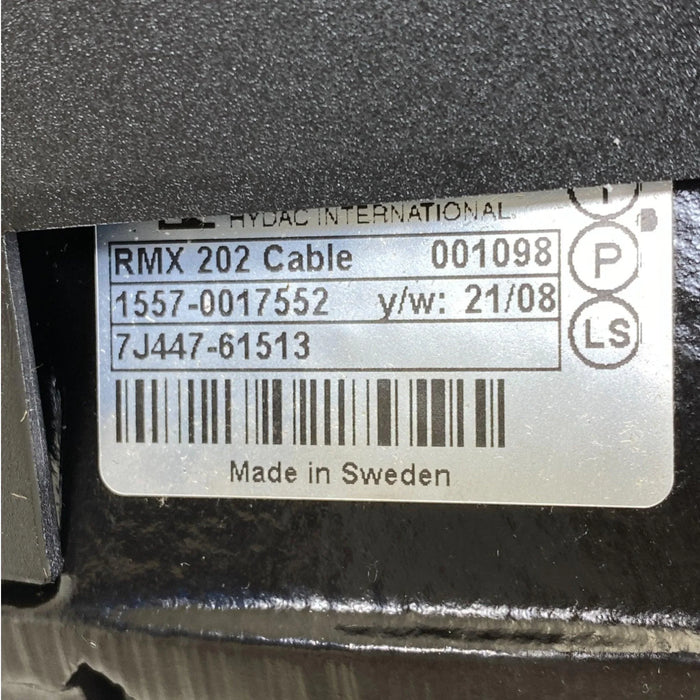 HYDAC INTERNATIONAL
RMX 202 Cable 001098
1557-0017552 y/w: 21/08
7J447-61513
P
LS
Made in Sweden